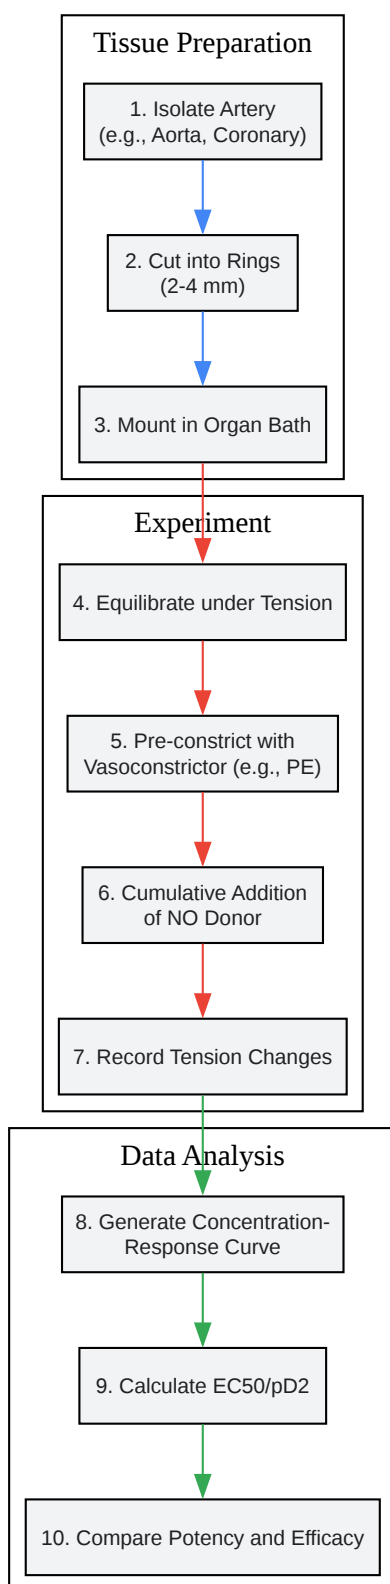 Tissue Preparation
1. Isolate Artery
(e.g., Aorta, Coronary)
2. Cut into Rings
(2-4 mm)
3. Mount in Organ Bath
Experiment
4. Equilibrate under Tension
5. Pre-constrict with
Vasoconstrictor (e.g., PE)
6. Cumulative Addition
of NO Donor
7. Record Tension Changes
Data Analysis
8. Generate Concentration-
Response Curve
9. Calculate EC50/pD2
10. Compare Potency and Efficacy